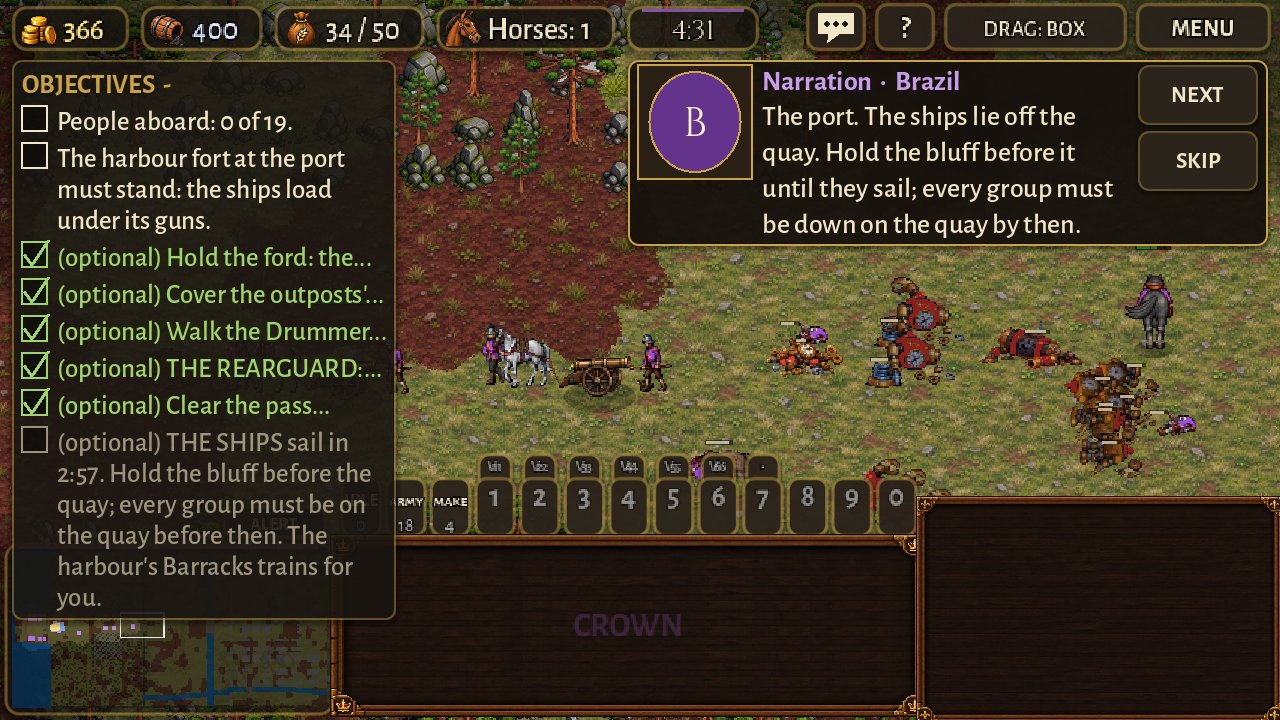 366
400
34/50
Horses: 1
4:31
?
DRAG: BOX
MENU
OBJECTIVES -
People aboard: 0 of 19.
The harbour fort at the port
must stand: the ships load
under its guns.
(optional) Hold the ford: the...
(optional) Cover the outposts'...
(optional) Walk the Drummer...
(optional) THE REARGUARD:...
(optional) Clear the pass...
(optional) THE SHIPS sail in
2:57. Hold the bluff before the
quay; every group must be on
the quay before then. The
harbour's Barracks trains for
you.
B
Narration · Brazil
The port. The ships lie off the
quay. Hold the bluff before it
until they sail; every group must
be down on the quay by then.
NEXT
SKIP
ARMY
18
MAKE
4
1 2 3 4 5 6 7 8 9 0
CROWN